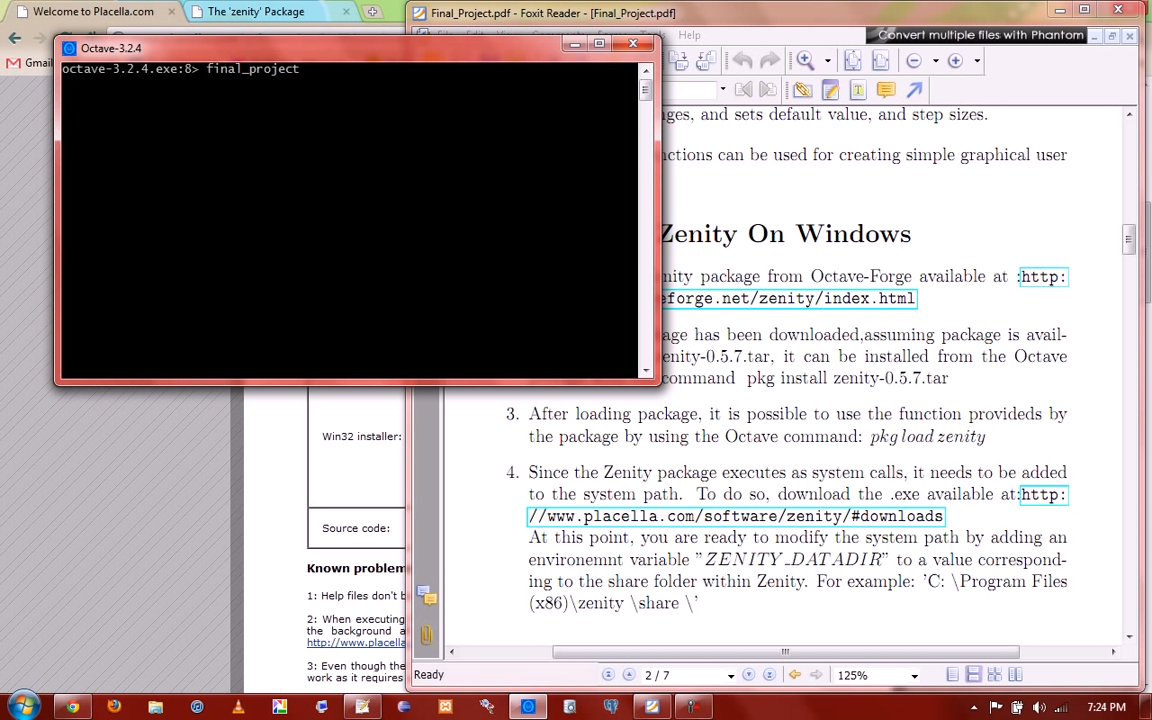 Welcome to Placella.com
The 'zenity' Package
Final_Project.pdf - Foxit Reader - [Final_Project.pdf]
Help
Convert multiple files with Phantom
Gmail
Octave-3.2.4
octave-3.2.4.exe:8> final_project
ges, and sets default value, and step sizes.
nctions can be used for creating simple graphical user
Zenity On Windows
nity package from Octave-Forge available at :http:
eforge.net/zenity/index.html
age has been downloaded,assuming package is avail-
enity-0.5.7.tar, it can be installed from the Octave
command pkg install zenity-0.5.7.tar
3. After loading package, it is possible to use the function provideds by
the package by using the Octave command: pkg load zenity
4. Since the Zenity package executes as system calls, it needs to be added
to the system path. To do so, download the .exe available at:http:
//www.placella.com/software/zenity/#downloads
At this point, you are ready to modify the system path by adding an
environemnt variable "ZENITY_DATADIR" to a value correspond-
ing to the share folder within Zenity. For example: 'C: \Program Files
(x86)\zenity \share \'
Win32 installer:
Source code:
Known problem
1: Help files don't b
2: When executing
the background a
http://www.placella
3: Even though the
work as it requires
Ready
2 / 7
125%
7:24 PM